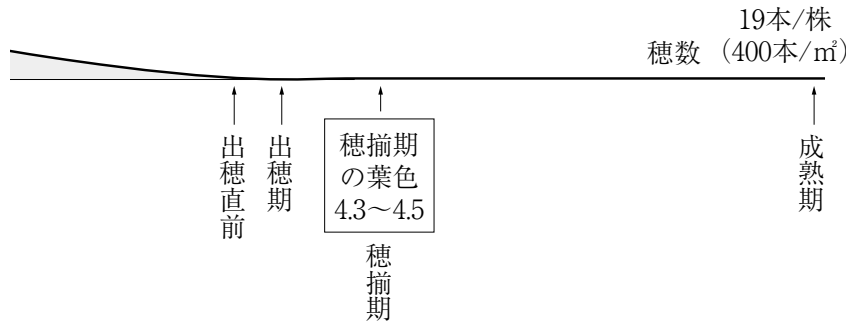 19本/株
穂数（400本/㎡）
出穂直前
出穂期
穂揃期
の葉色
4.3〜4.5
穂揃期
成熟期